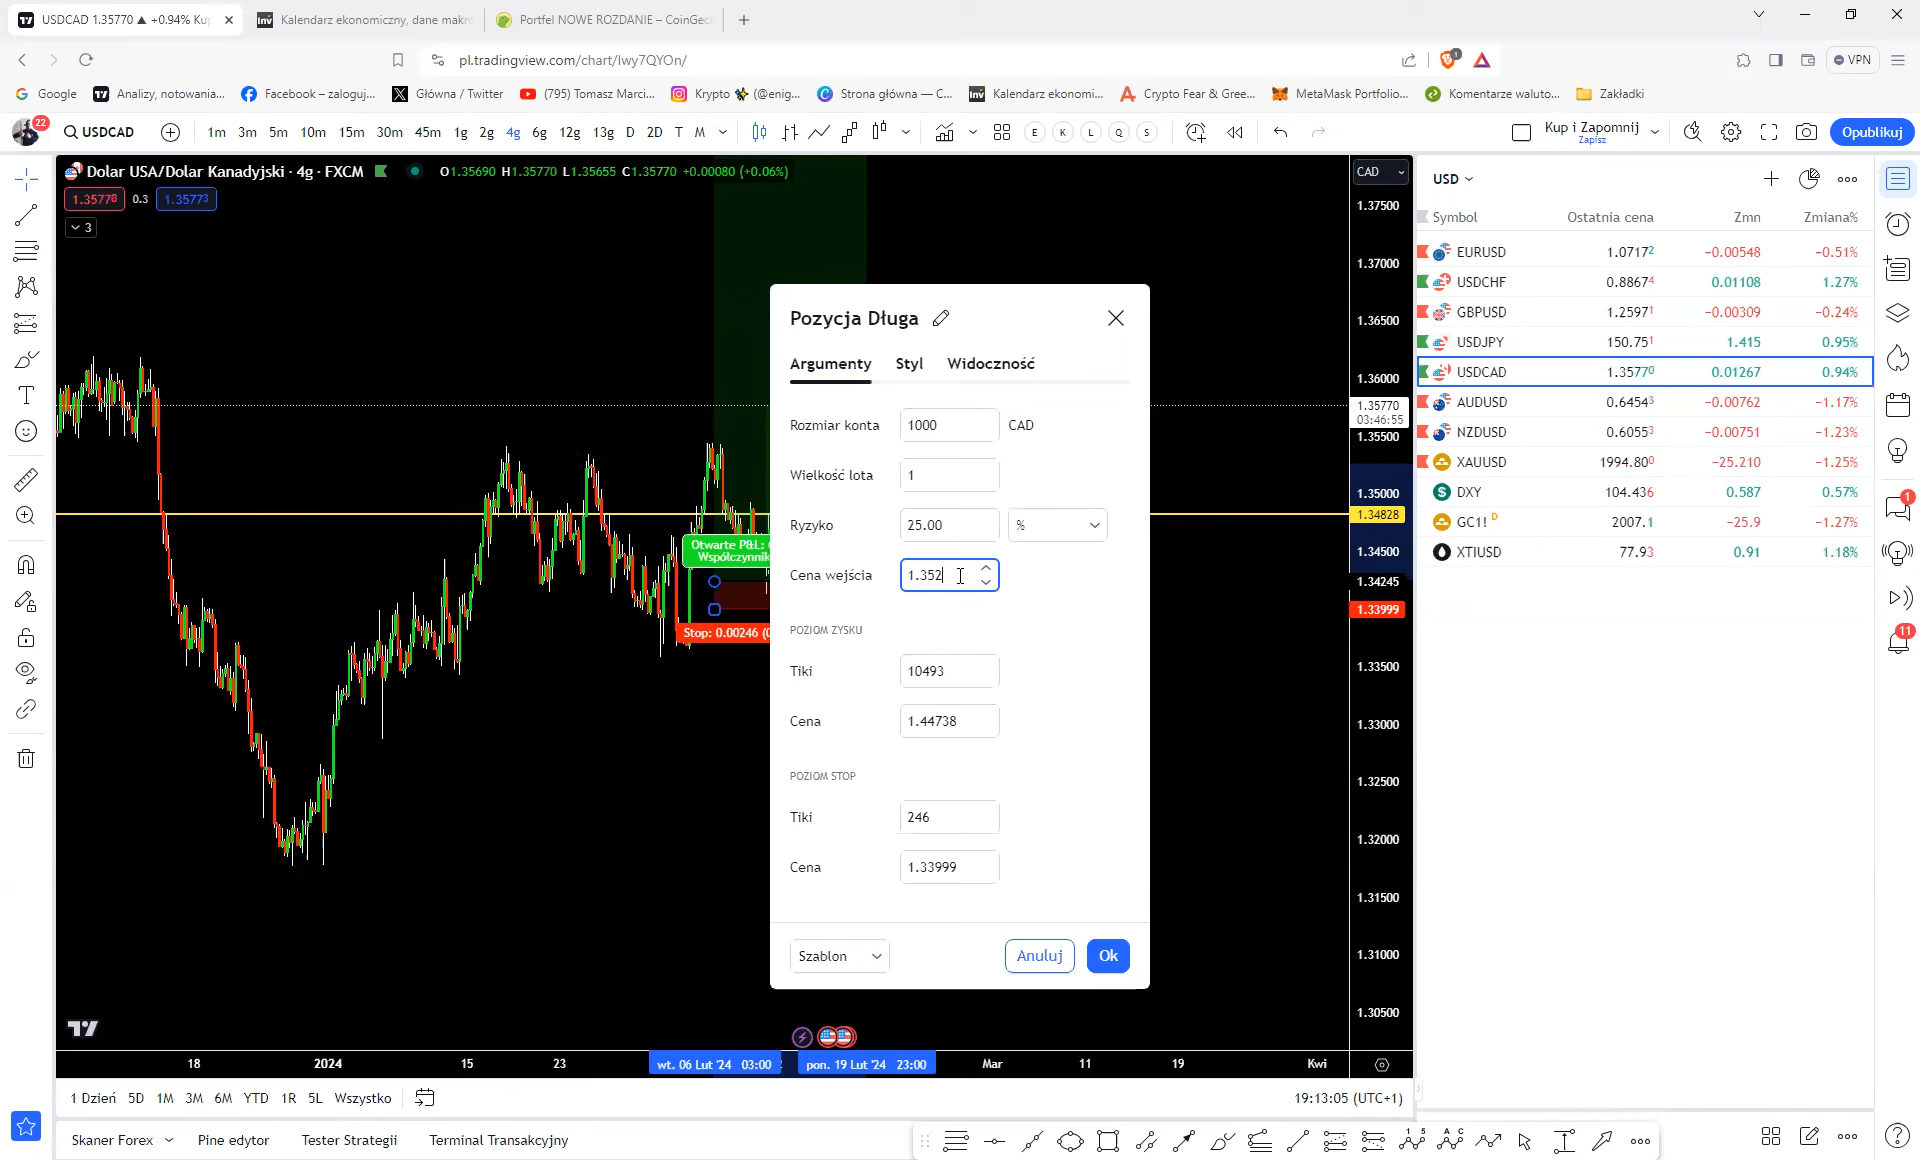 USDCAD 1.35770 ▲ +0.94% Kup
Kalendarz ekonomiczny, dane makro
Portfel NOWE ROZDANIE – CoinGeck
pl.tradingview.com/chart/lwy7QYOn/
1
VPN
Google
Analizy, notowania...
Facebook – zaloguj...
Główna / Twitter
(795) Tomasz Marci...
Krypto (@enig...
Strona główna — C...
Kalendarz ekonomi...
Crypto Fear & Gree...
MetaMask Portfolio...
Komentarze waluto...
Zakładki
22
USDCAD
1m 3m 5m 10m 15m 30m 45m 1g 2g 4g 6g 12g 13g D 2D T M
E K L Q S
Kup i Zapomnij
Zapisz
Opublikuj
Dolar USA/Dolar Kanadyjski · 4g · FXCM
O1.35690 H1.35770 L1.35655 C1.35770 +0.00080 (+0.06%)
1.35770 0.3 1.35773
3
Otwarte P&L:
Współczynnik
Stop: 0.00246 (0
Pozycja Długa
Argumenty
Styl
Widoczność
Rozmiar konta 1000 CAD
Wielkość lota 1
Ryzyko 25.00 %
Cena wejścia 1.352
POZIOM ZYSKU
Tiki 10493
Cena 1.44738
POZIOM STOP
Tiki 246
Cena 1.33999
Szablon
Anuluj
Ok
CAD
1.37500
1.37000
1.36500
1.36000
1.35770
03:46:55
1.35500
1.35000
1.34828
1.34500
1.34245
1.33999
1.33500
1.33000
1.32500
1.32000
1.31500
1.31000
1.30500
18 2024 15 23 wt. 06 Lut '24 03:00 pon. 19 Lut '24 23:00 Mar 11 19 Kwi
1 Dzień 5D 1M 3M 6M YTD 1R 5L Wszystko
19:13:05 (UTC+1)
Skaner Forex
Pine edytor
Tester Strategii
Terminal Transakcyjny
USD
Symbol Ostatnia cena Zmn Zmiana%
EURUSD 1.07172 −0.00548 −0.51%
USDCHF 0.88674 0.01108 1.27%
GBPUSD 1.25971 −0.00309 −0.24%
USDJPY 150.751 1.415 0.95%
USDCAD 1.35770 0.01267 0.94%
AUDUSD 0.64543 −0.00762 −1.17%
NZDUSD 0.60553 −0.00751 −1.23%
XAUUSD 1994.800 −25.210 −1.25%
DXY 104.436 0.587 0.57%
GC1! D 2007.1 −25.9 −1.27%
XTIUSD 77.93 0.91 1.18%
1
11